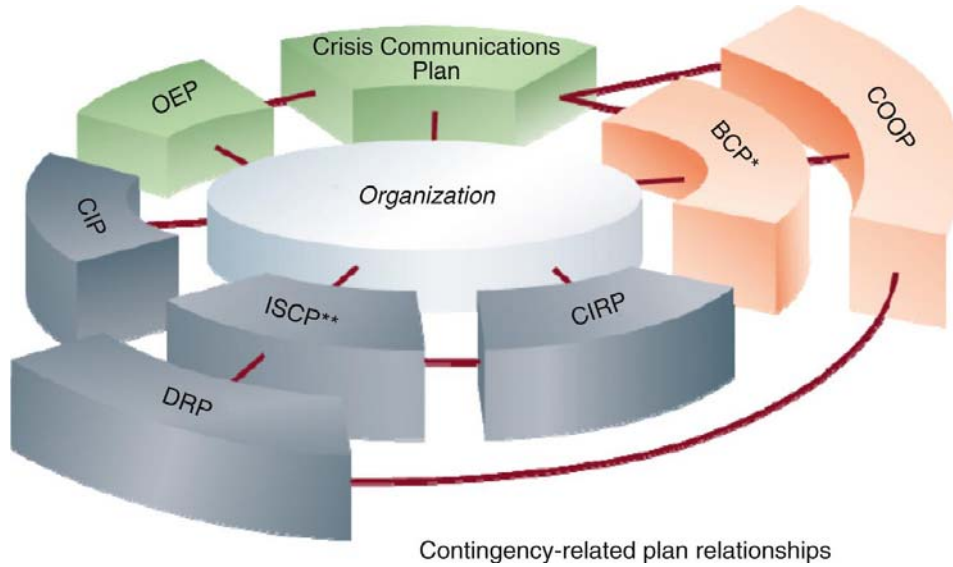 Crisis Communications
Plan
OEP
COOP
BCP*
CIP
Organization
ISCP**
CIRP
DRP
Contingency-related plan relationships